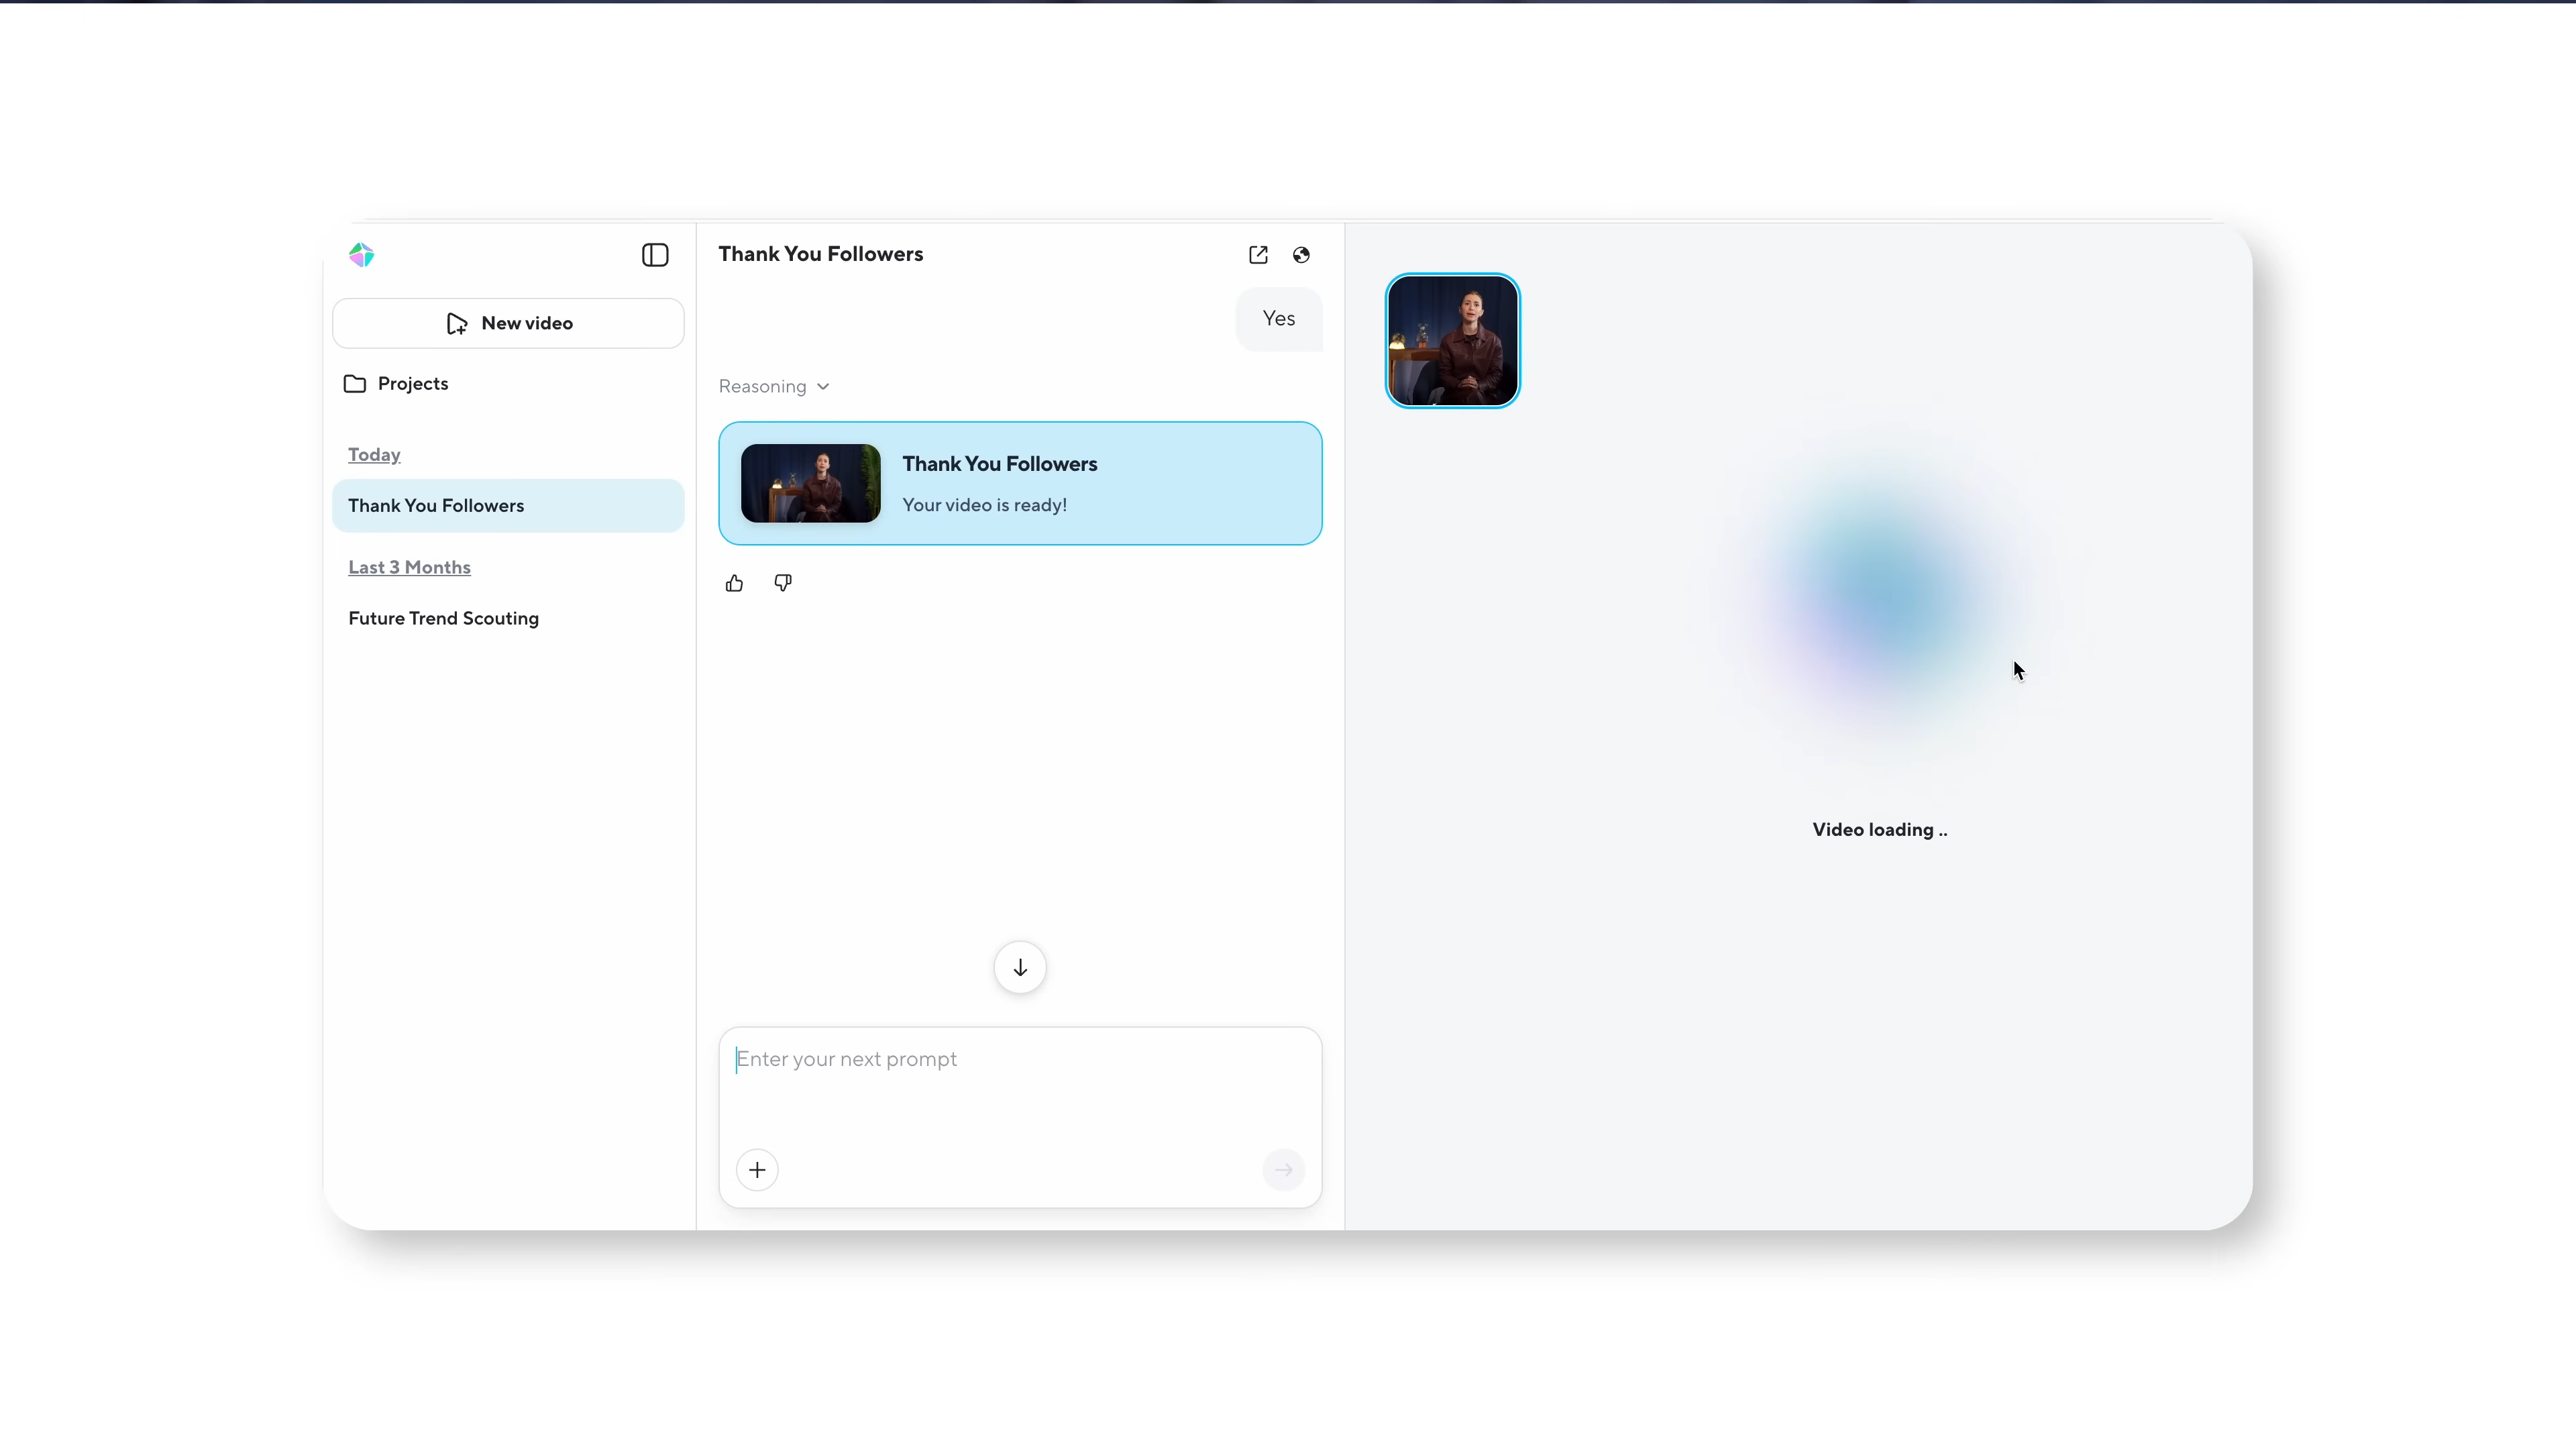 New video
Projects
Today
Thank You Followers
Last 3 Months
Future Trend Scouting
Thank You Followers
Yes
Reasoning
Thank You Followers
Your video is ready!
Enter your next prompt
Video loading ..